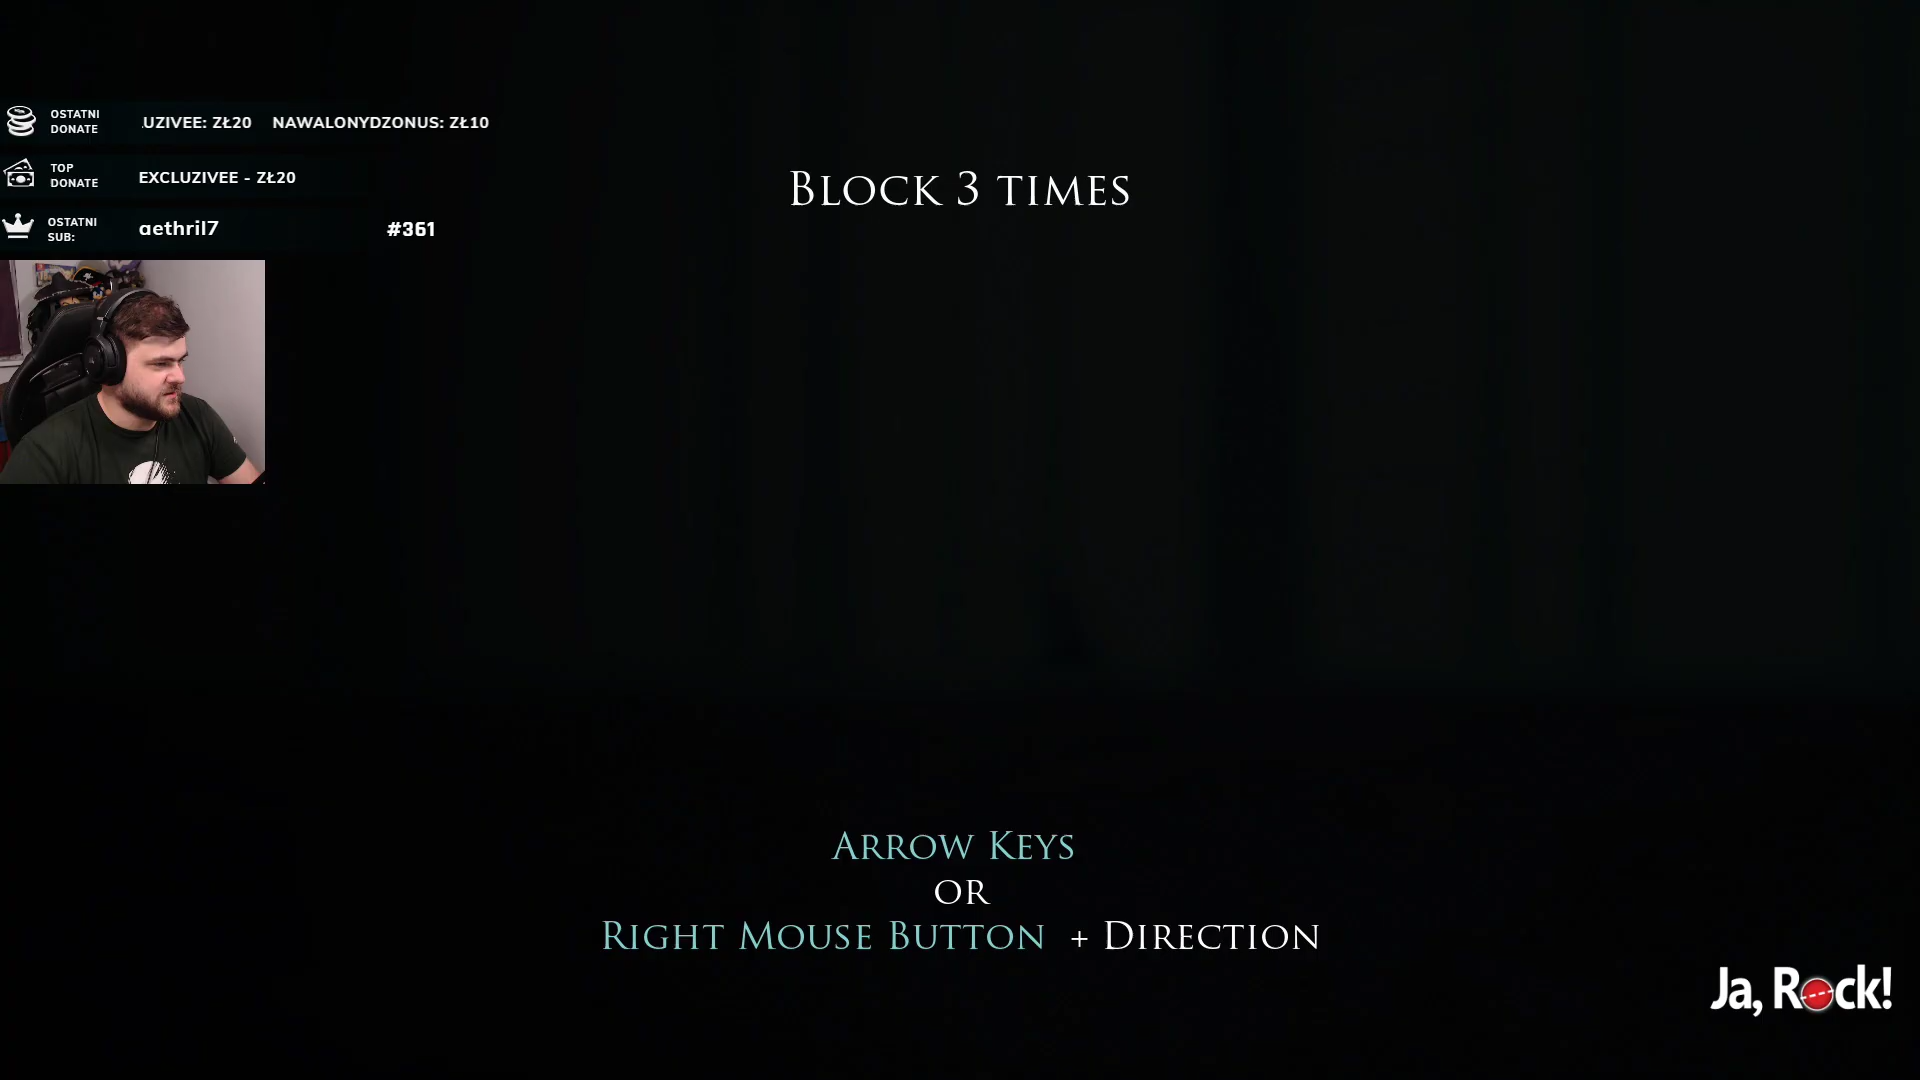 OSTATNI
DONATE
UZIVEE: ZŁ20 NAWALONYDZONUS: ZŁ10
TOP
DONATE
EXCLUZIVEE - ZŁ20
OSTATNI
SUB:
aethril7
#361
Block 3 times
Arrow Keys
or
Right Mouse Button + Direction
Ja, Rock!